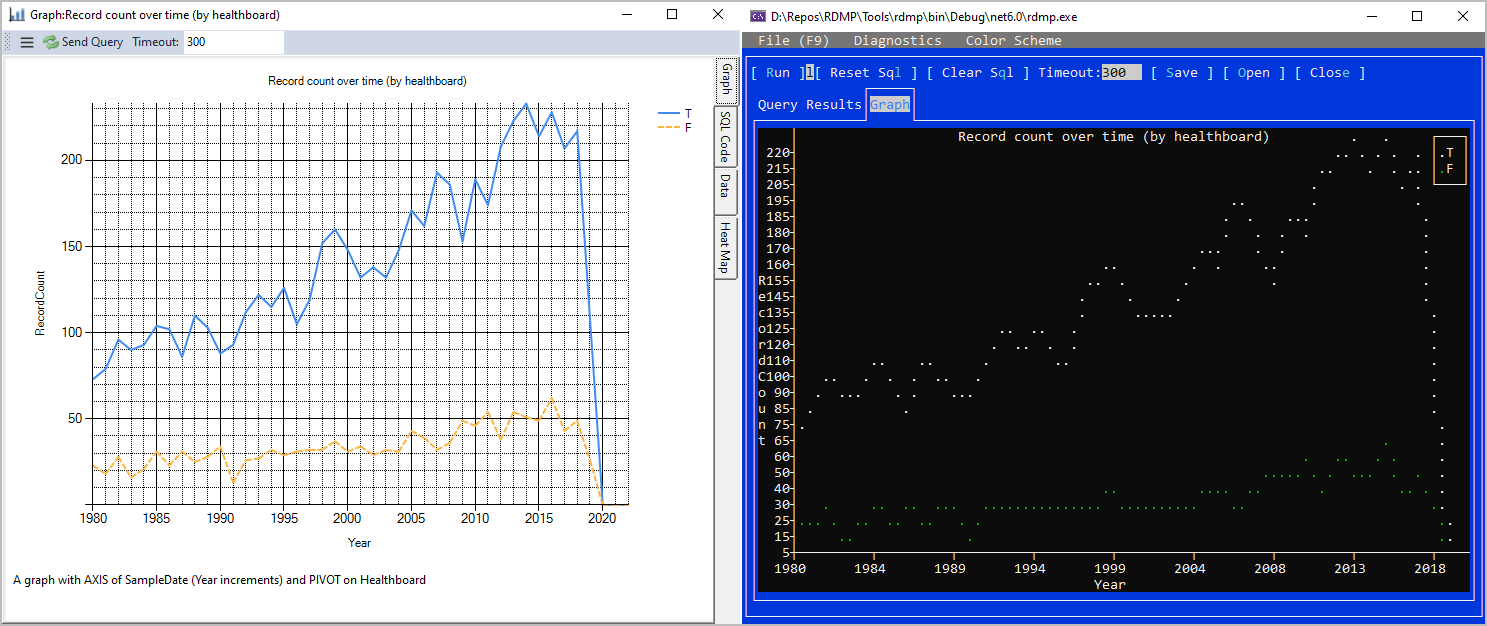 Graph:Record count over time (by healthboard)
Send Query Timeout: 300
Record count over time (by healthboard)
T
F
Graph
SQL Code
Data
Heat Map
200
150
100
50
RecordCount
1980 1985 1990 1995 2000 2005 2010 2015 2020
Year
A graph with AXIS of SampleDate (Year increments) and PIVOT on Healthboard
D:\Repos\RDMP\Tools\rdmp\bin\Debug\net6.0\rdmp.exe
File (F9) Diagnostics Color Scheme
[ Run ]l[ Reset Sql ] [ Clear Sql ] Timeout:300 [ Save ] [ Open ] [ Close ]
Query Results Graph
Record count over time (by healthboard)
.T
.F
220
215
205
195
185
180
170
160
R155
e145
c135
o125
r120
d110
C100
o 90
u 85
n 75
t 65
60
50
40
30
25
15
5
1980 1984 1989 1994 1999 2004 2008 2013 2018
Year